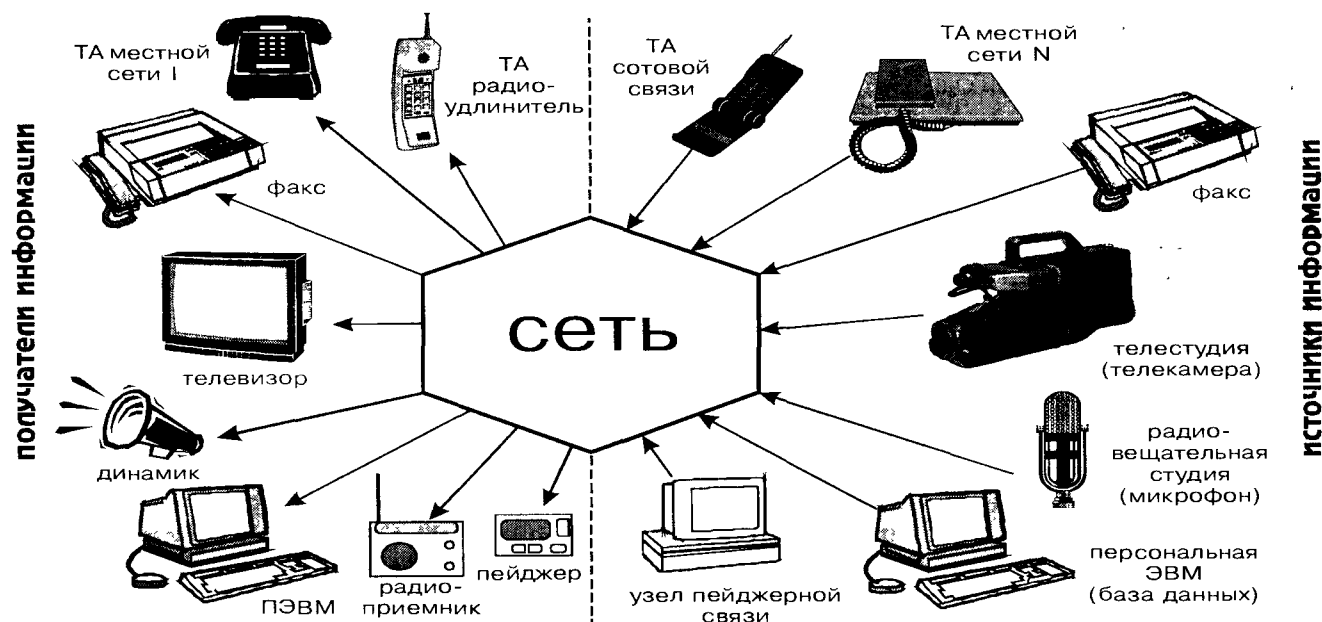 ТА местной
сети I
ТА
радио-
удлинитель
ТА
сотовой
связи
ТА местной
сети N
получатели информации
факс
факс
источники информации
сеть
телевизор
телестудия
(телекамера)
динамик
радио-
вещательная
студия
(микрофон)
ПЭВМ
радио-
приемник
пейджер
узел пейджерной
связи
персональная
ЭВМ
(база данных)